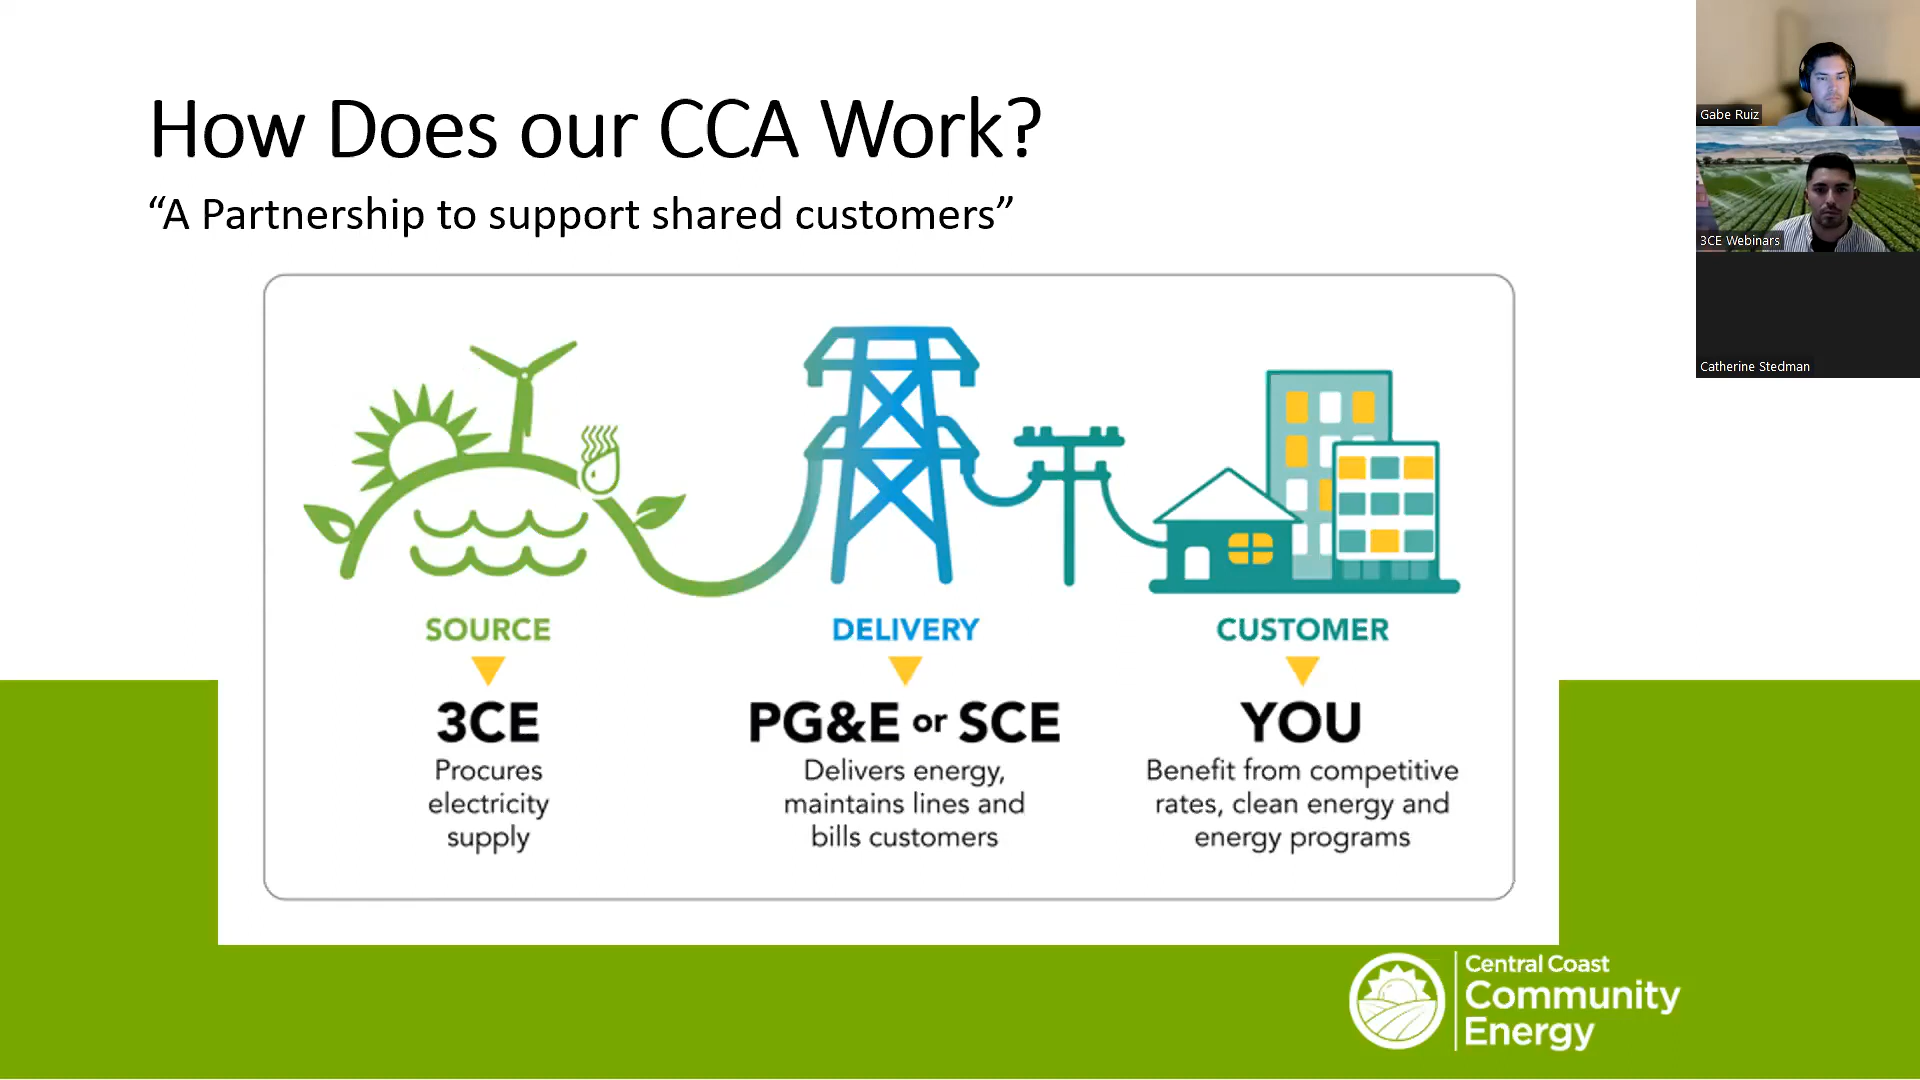 How Does our CCA Work?
“A Partnership to support shared customers”
SOURCE
3CE
Procures
electricity
supply
DELIVERY
PG&E or SCE
Delivers energy,
maintains lines and
bills customers
CUSTOMER
YOU
Benefit from competitive
rates, clean energy and
energy programs
Central Coast
Community
Energy
Gabe Ruiz
3CE Webinars
Catherine Stedman